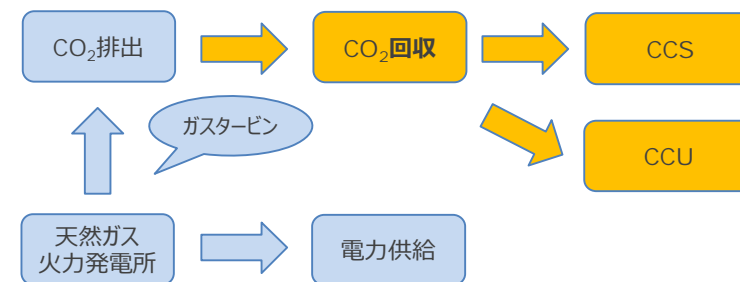 CO₂排出
CO₂回収
CCS
ガスタービン
CCU
天然ガス
火力発電所
電力供給